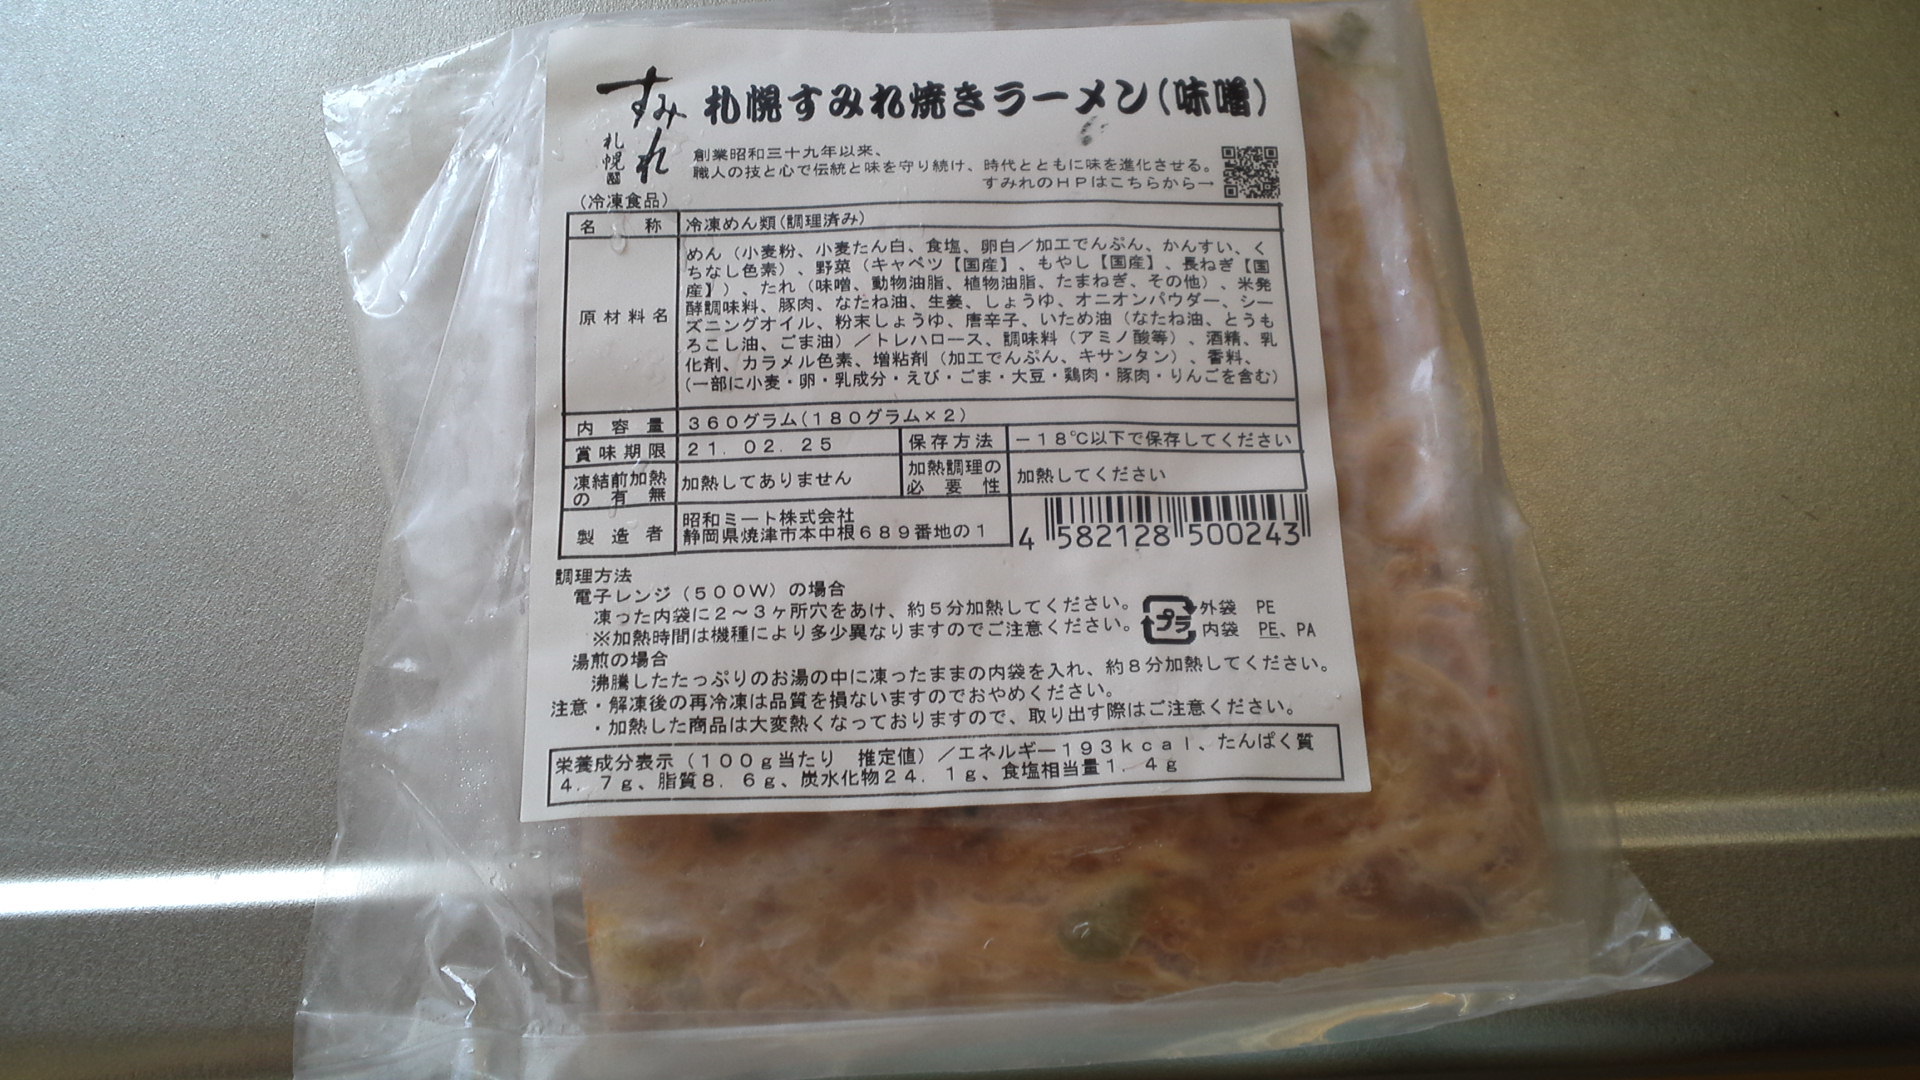 すみれ
札幌
札幌すみれ焼きラーメン(味噌)
創業昭和三十九年以来、
職人の技と心で伝統と味を守り続け、時代とともに味を進化させる。
すみれのHPはこちらから→
(冷凍食品)
名称 冷凍めん類(調理済み)
原材料名
めん(小麦粉、小麦たん白、食塩、卵白/加工でんぷん、かんすい、く
ちなし色素)、野菜(キャベツ【国産】、もやし【国産】、長ねぎ【国
産】)、たれ(味噌、動物油脂、植物油脂、たまねぎ、その他)、米発
酵調味料、豚肉、なたね油、生姜、しょうゆ、オニオンパウダー、シー
ズニングオイル、粉末しょうゆ、唐辛子、いため油(なたね油、とうも
ろこし油、ごま油)/トレハロース、調味料(アミノ酸等)、酒精、乳
化剤、カラメル色素、増粘剤(加工でんぷん、キサンタン)、香料、
(一部に小麦・卵・乳成分・えび・ごま・大豆・鶏肉・豚肉・りんごを含む)
内容量 360グラム(180グラム×2)
賞味期限 21. 02. 25 保存方法 -18℃以下で保存してください
凍結前加熱の有無 加熱してありません 加熱調理の必要性 加熱してください
製造者 昭和ミート株式会社
静岡県焼津市本中根689番地の1
4 582128 500243
調理方法
電子レンジ(500W)の場合
凍った内袋に2~3ヶ所穴をあけ、約5分加熱してください。
※加熱時間は機種により多少異なりますのでご注意ください。
プラ 外袋 PE
内袋 PE、PA
湯煎の場合
沸騰したたっぷりのお湯の中に凍ったままの内袋を入れ、約8分加熱してください。
注意・解凍後の再冷凍は品質を損ないますのでおやめください。
・加熱した商品は大変熱くなっておりますので、取り出す際はご注意ください。
栄養成分表示(100g当たり 推定値)/エネルギー193kcal、たんぱく質
4.7g、脂質8.6g、炭水化物24.1g、食塩相当量1.4g